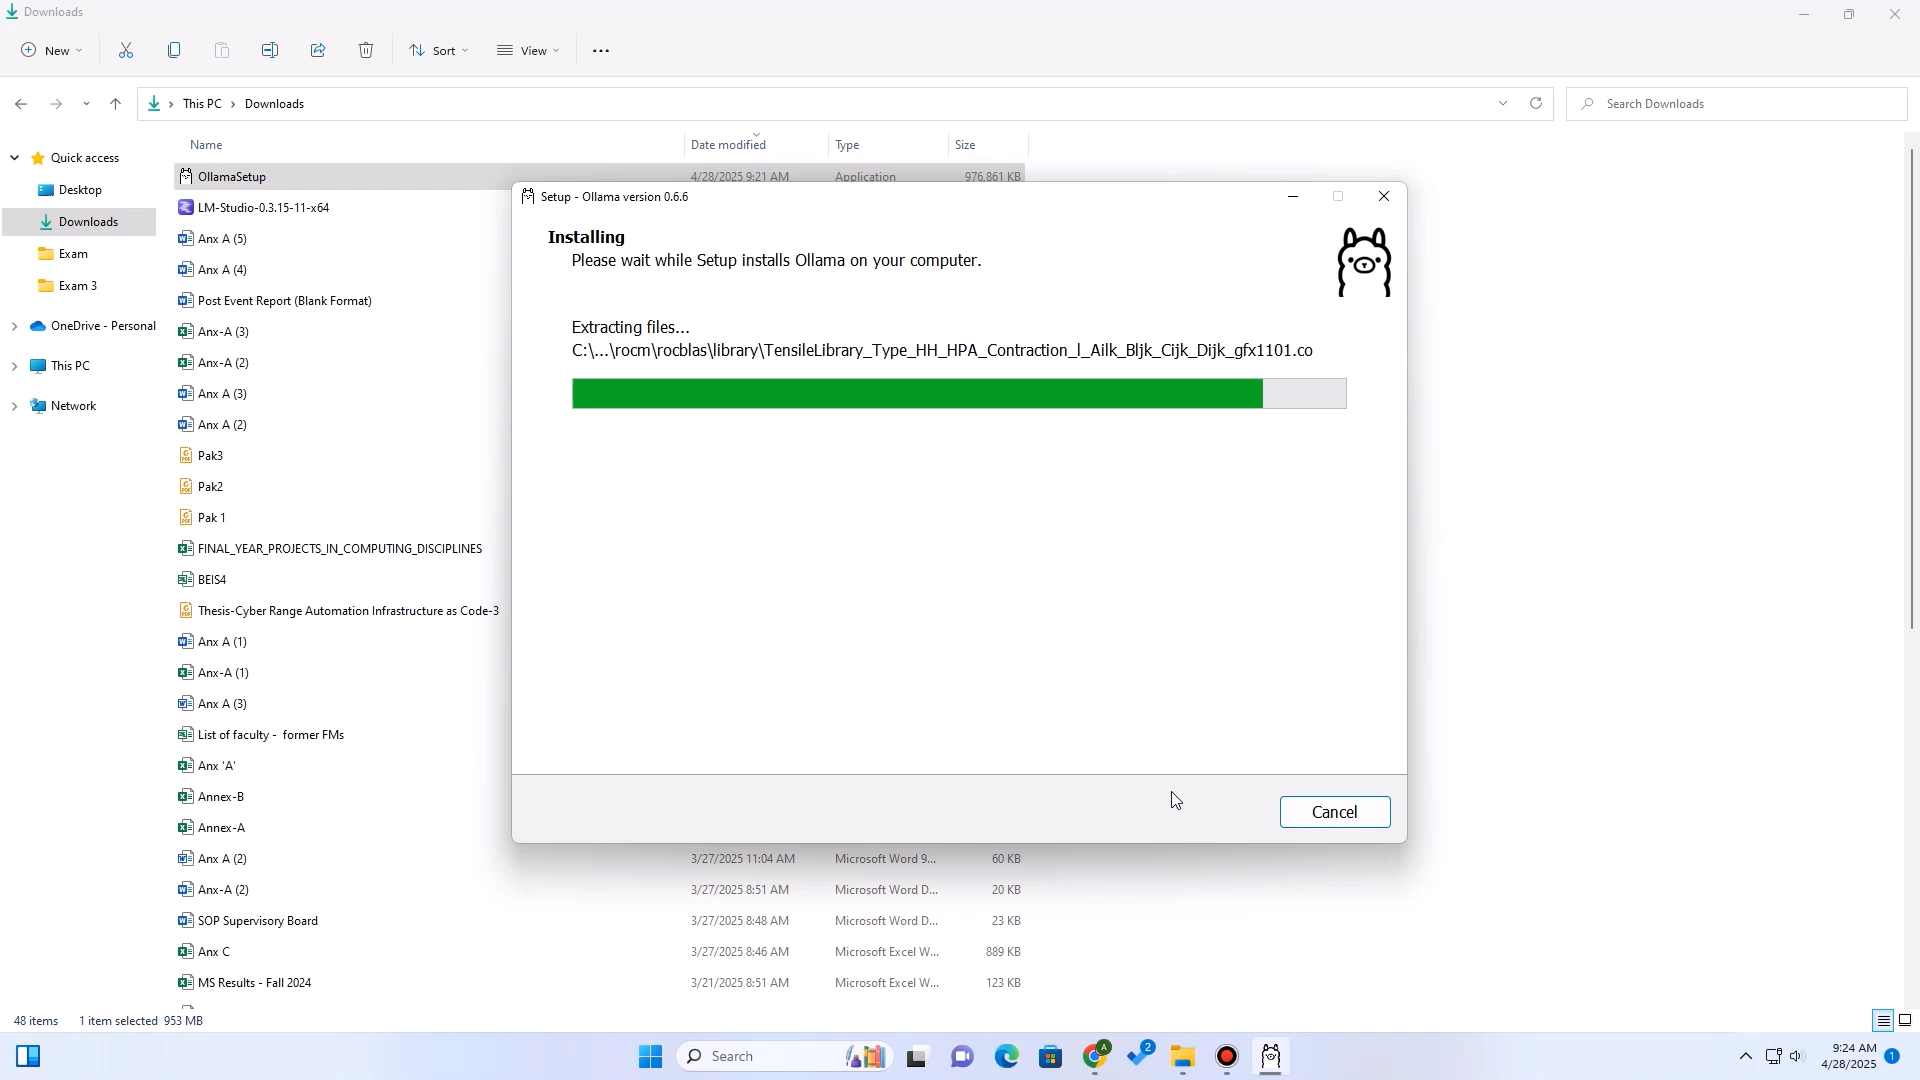 Downloads
New
Sort
View
This PC
Downloads
Search Downloads
Name
Date modified
Type
Size
Quick access
Desktop
Downloads
Exam
Exam 3
OneDrive - Personal
This PC
Network
OllamaSetup
4/28/2025 9:21 AM
Application
976,861 KB
LM-Studio-0.3.15-11-x64
Anx A (5)
Anx A (4)
Post Event Report (Blank Format)
Anx-A (3)
Anx-A (2)
Anx A (3)
Anx A (2)
Pak3
Pak2
Pak 1
FINAL_YEAR_PROJECTS_IN_COMPUTING_DISCIPLINES
BEIS4
Thesis-Cyber Range Automation Infrastructure as Code-3
Anx A (1)
Anx-A (1)
Anx A (3)
List of faculty - former FMs
Anx 'A'
Annex-B
Annex-A
Anx A (2)
3/27/2025 11:04 AM
Microsoft Word 9...
60 KB
Anx-A (2)
3/27/2025 8:51 AM
Microsoft Word D...
20 KB
SOP Supervisory Board
3/27/2025 8:48 AM
Microsoft Word D...
23 KB
Anx C
3/27/2025 8:46 AM
Microsoft Excel W...
889 KB
MS Results - Fall 2024
3/21/2025 8:51 AM
Microsoft Excel W...
123 KB
Setup - Ollama version 0.6.6
Installing
Please wait while Setup installs Ollama on your computer.
Extracting files...
C:\...\rocm\rocblas\library\TensileLibrary_Type_HH_HPA_Contraction_l_Ailk_Bljk_Cijk_Dijk_gfx1101.co
Cancel
48 items
1 item selected 953 MB
Search
A
2
9:24 AM
4/28/2025
1